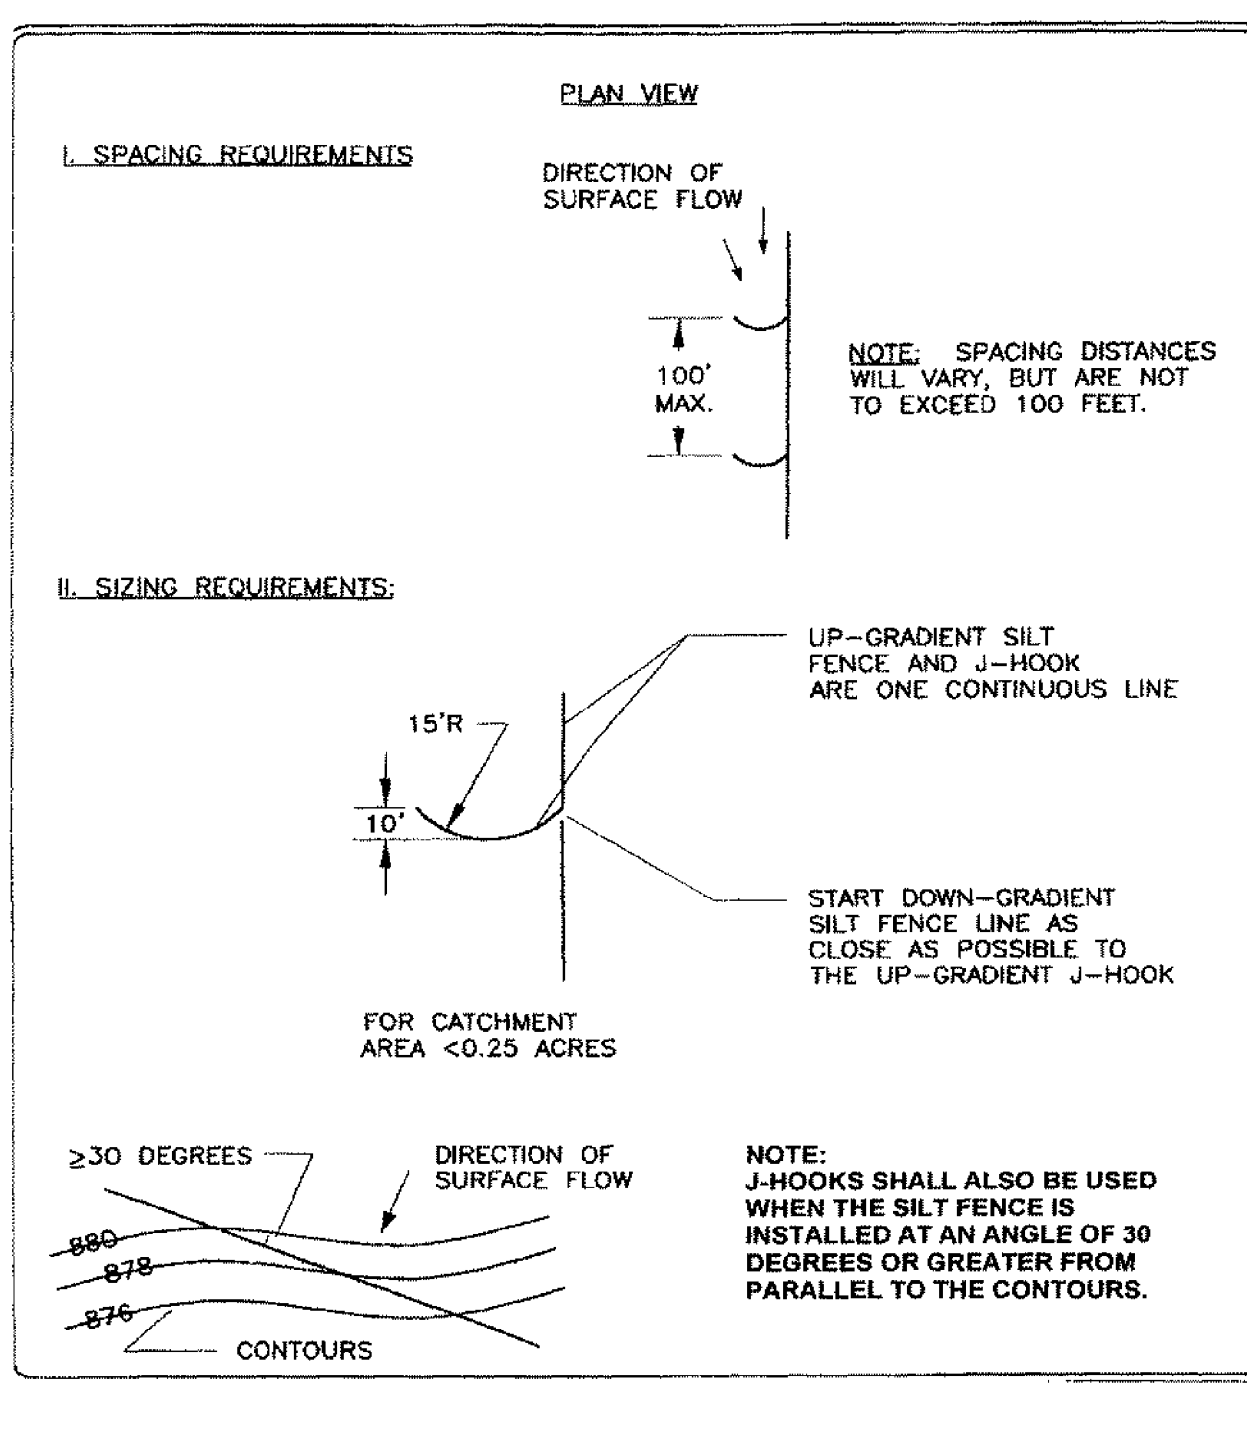 PLAN VIEW
I. SPACING REQUIREMENTS
DIRECTION OF
SURFACE FLOW
100'
MAX.
NOTE: SPACING DISTANCES
WILL VARY, BUT ARE NOT
TO EXCEED 100 FEET.
II. SIZING REQUIREMENTS:
UP-GRADIENT SILT
FENCE AND J-HOOK
ARE ONE CONTINUOUS LINE
15'R
10'
START DOWN-GRADIENT
SILT FENCE LINE AS
CLOSE AS POSSIBLE TO
THE UP-GRADIENT J-HOOK
FOR CATCHMENT
AREA <0.25 ACRES
≥30 DEGREES
DIRECTION OF
SURFACE FLOW
880
878
876
CONTOURS
NOTE:
J-HOOKS SHALL ALSO BE USED
WHEN THE SILT FENCE IS
INSTALLED AT AN ANGLE OF 30
DEGREES OR GREATER FROM
PARALLEL TO THE CONTOURS.